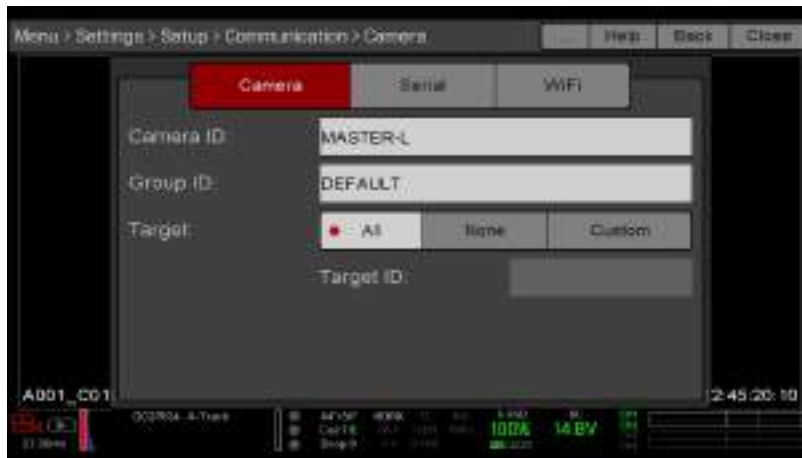 Menu > Settings > Setup > Communication > Camera ... Help Back Close
Camera Serial WiFi
Camera ID: MASTER-L
Group ID: DEFAULT
Target: All None Custom
Target ID:
A001_C01 2:45:20:10
100% 14.8V